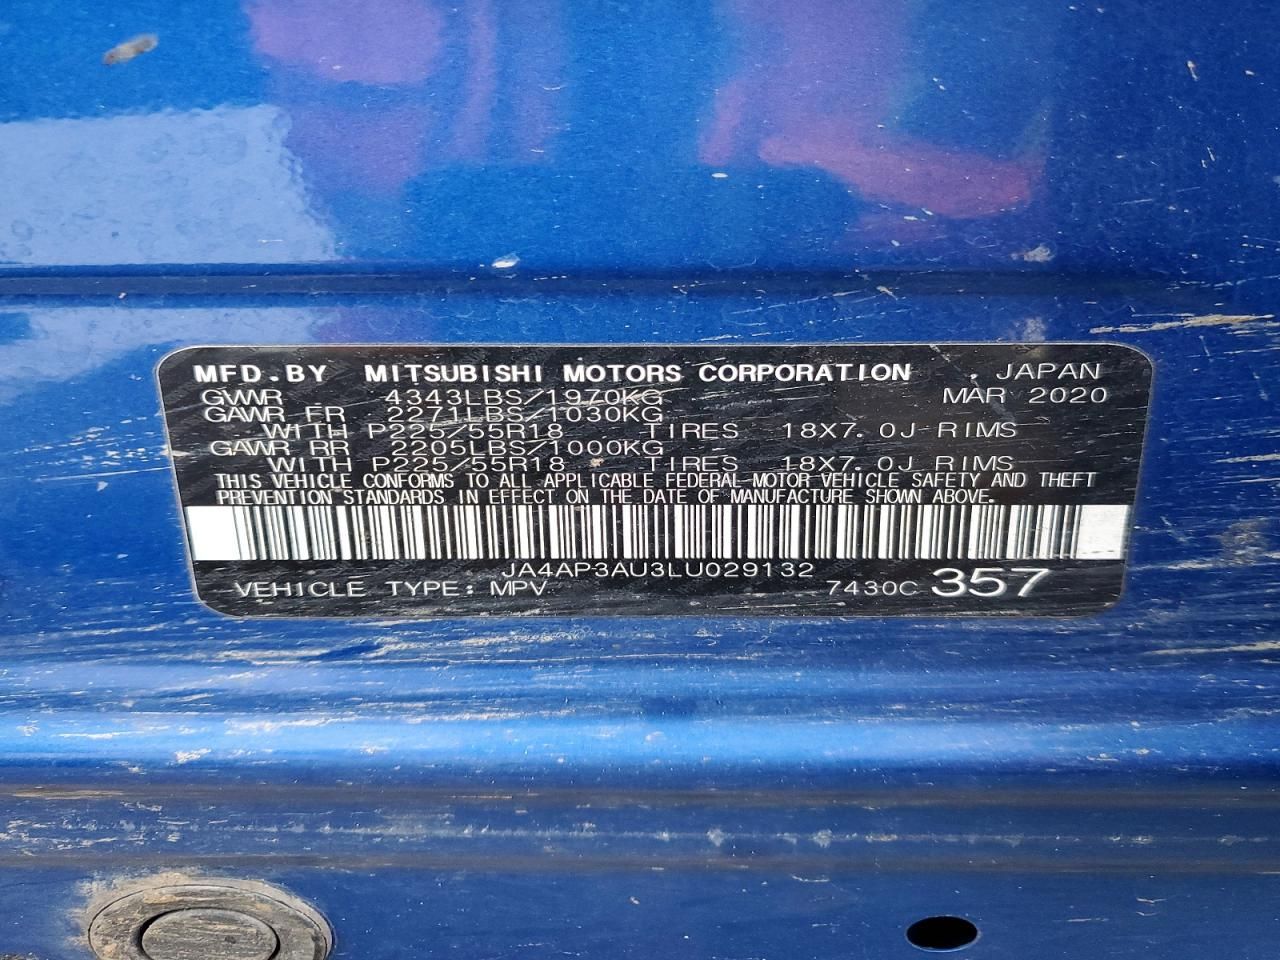 MFD.BY MITSUBISHI MOTORS CORPORATION , JAPAN
GVWR 4343LBS/1970KG MAR 2020
GAWR FR 2271LBS/1030KG
WITH P225/55R18 TIRES 18X7.0J RIMS
GAWR RR 2205LBS/1000KG
WITH P225/55R18 TIRES 18X7.0J RIMS
THIS VEHICLE CONFORMS TO ALL APPLICABLE FEDERAL MOTOR VEHICLE SAFETY AND THEFT
PREVENTION STANDARDS IN EFFECT ON THE DATE OF MANUFACTURE SHOWN ABOVE.
JA4AP3AU3LU029132
VEHICLE TYPE: MPV 7430C 357